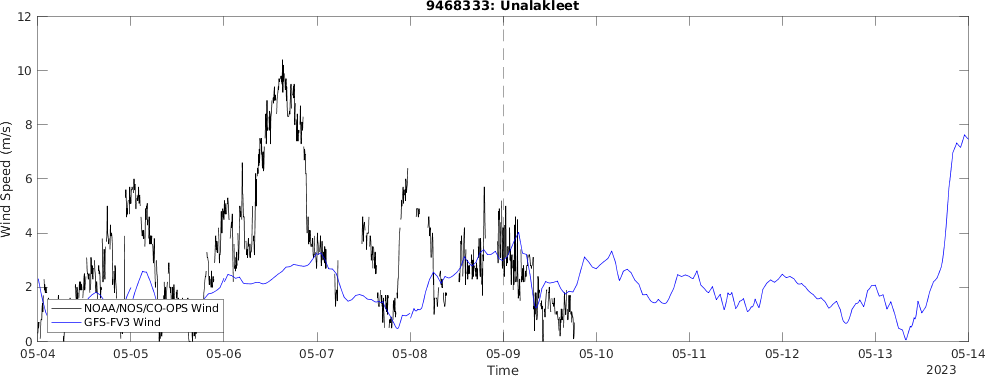 9468333: Unalakleet
12
10
8
6
4
2
0
Wind Speed (m/s)
NOAA/NOS/CO-OPS Wind
GFS-FV3 Wind
05-04 05-05 05-06 05-07 05-08 05-09 05-10 05-11 05-12 05-13 05-14
Time
2023